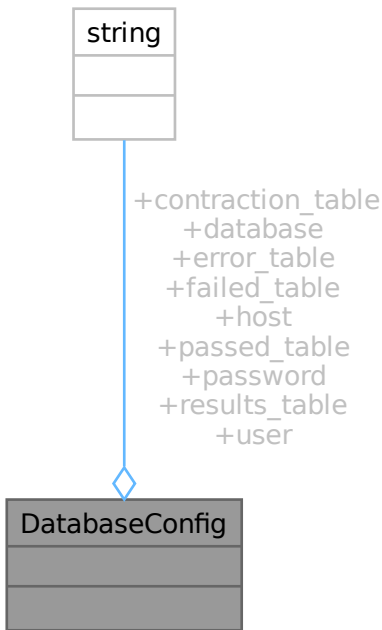 string
+contraction_table
+database
+error_table
+failed_table
+host
+passed_table
+password
+results_table
+user
DatabaseConfig